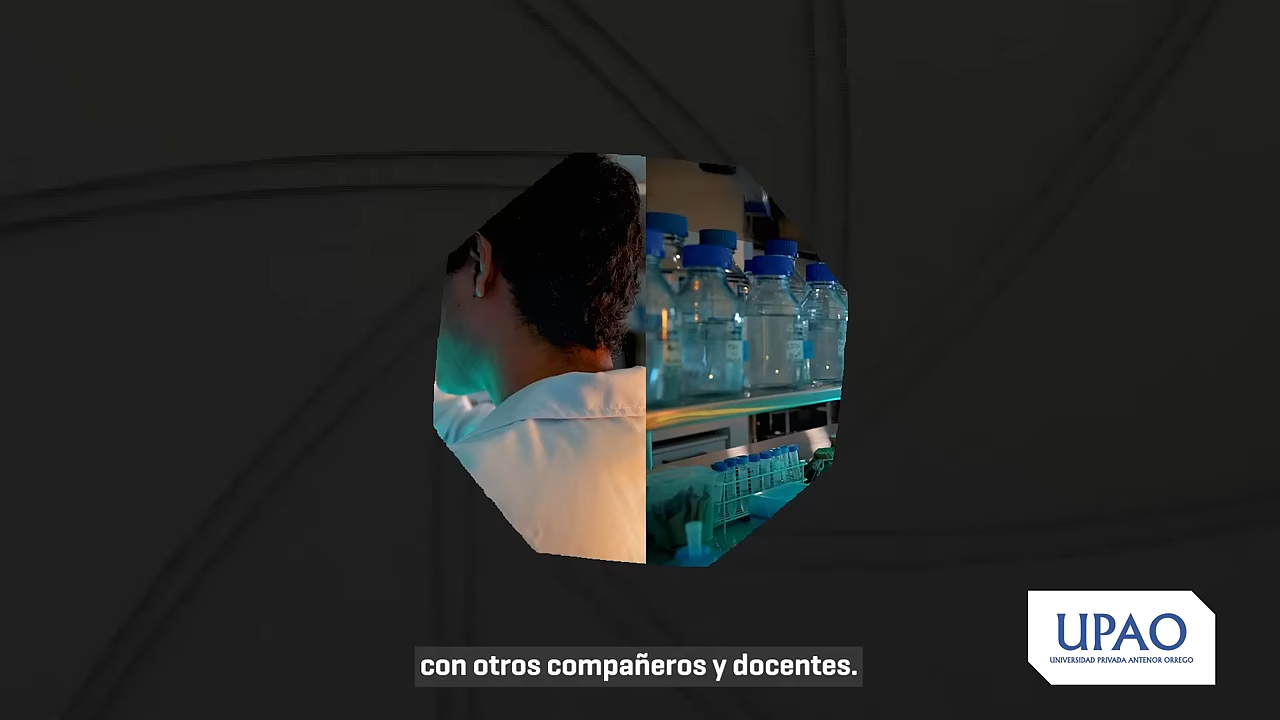 con otros compañeros y docentes.
UPAO
UNIVERSIDAD PRIVADA ANTENOR ORREGO